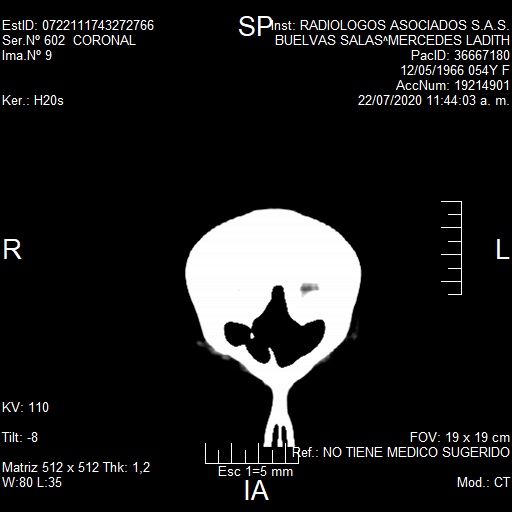 EstID: 0722111743272766
Ser.Nº 602 CORONAL
Ima.Nº 9
Ker.: H20s
SP
Inst: RADIOLOGOS ASOCIADOS S.A.S.
BUELVAS SALAS^MERCEDES LADITH
PacID: 36667180
12/05/1966 054Y F
AccNum: 19214901
22/07/2020 11:44:03 a. m.
R
L
KV: 110
Tilt: -8
Matriz 512 x 512 Thk: 1,2
W:80 L:35
Esc 1=5 mm
IA
FOV: 19 x 19 cm
Ref.: NO TIENE MEDICO SUGERIDO
Mod.: CT